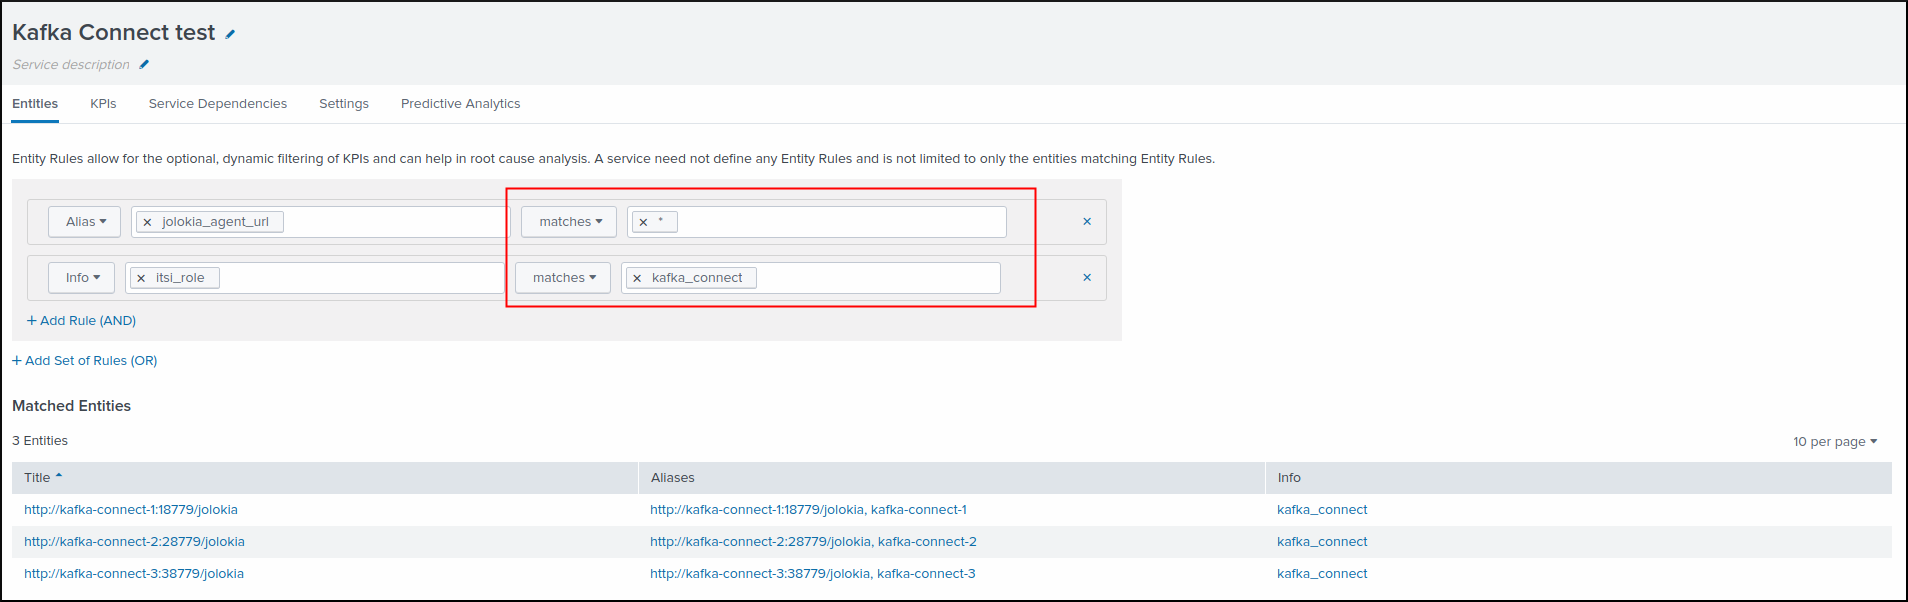 Kafka Connect test
Service description
Entities KPIs Service Dependencies Settings Predictive Analytics
Entity Rules allow for the optional, dynamic filtering of KPIs and can help in root cause analysis. A service need not define any Entity Rules and is not limited to only the entities matching Entity Rules.
Alias jolokia_agent_url matches *
Info itsi_role matches kafka_connect
+ Add Rule (AND)
+ Add Set of Rules (OR)
Matched Entities
3 Entities 10 per page
Title Aliases Info
http://kafka-connect-1:18779/jolokia http://kafka-connect-1:18779/jolokia, kafka-connect-1 kafka_connect
http://kafka-connect-2:28779/jolokia http://kafka-connect-2:28779/jolokia, kafka-connect-2 kafka_connect
http://kafka-connect-3:38779/jolokia http://kafka-connect-3:38779/jolokia, kafka-connect-3 kafka_connect